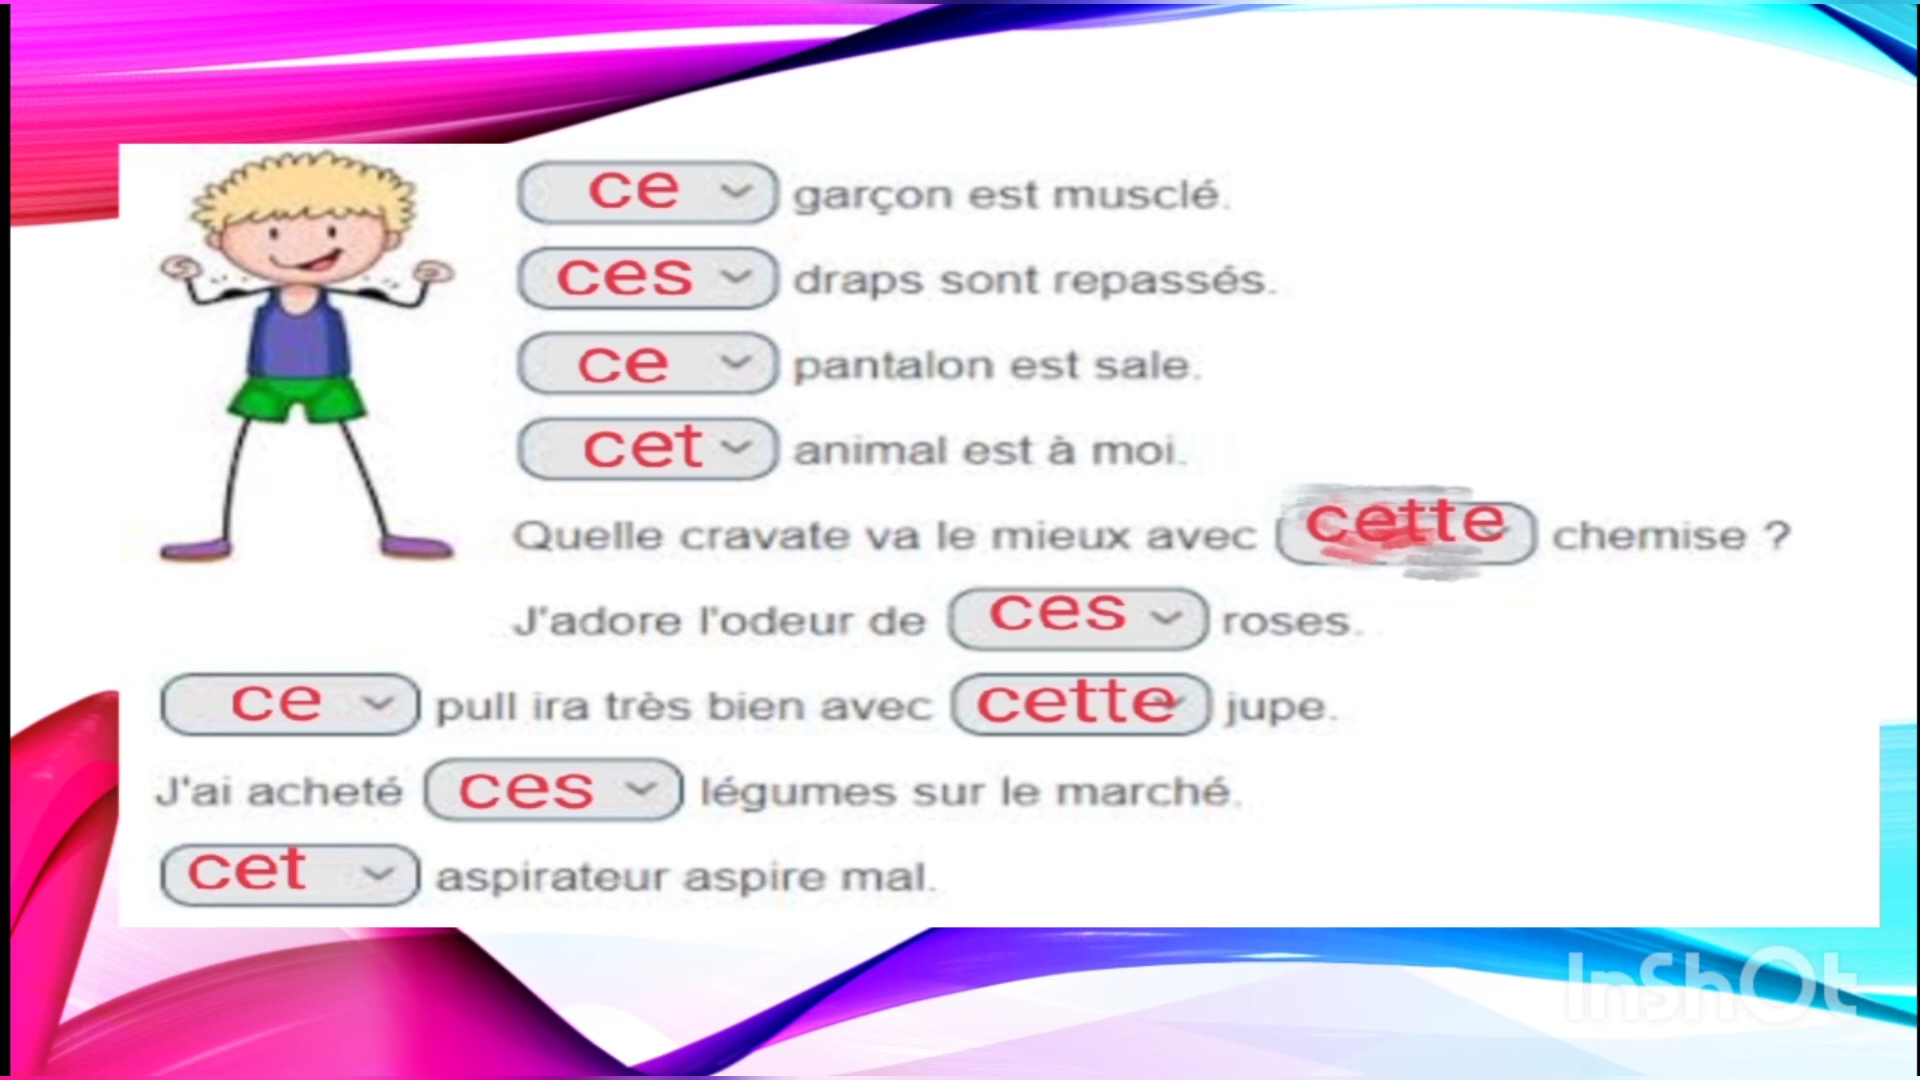 ce garçon est musclé.
ces draps sont repassés.
ce pantalon est sale.
cet animal est à moi.
Quelle cravate va le mieux avec cette chemise ?
J'adore l'odeur de ces roses.
ce pull ira très bien avec cette jupe.
J'ai acheté ces légumes sur le marché.
cet aspirateur aspire mal.
InShOt